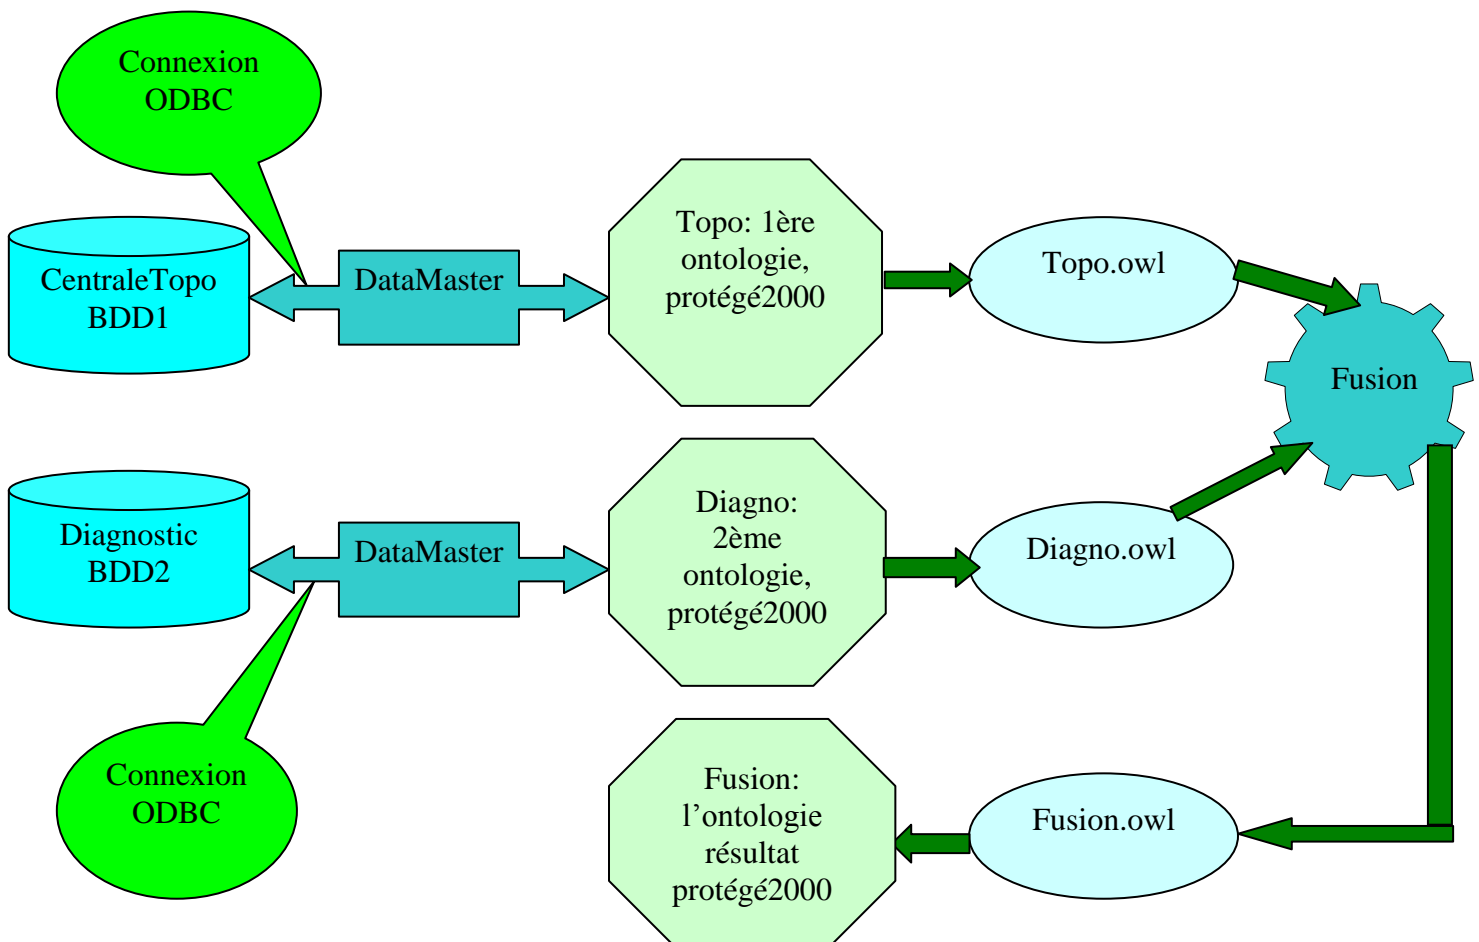 Connexion
ODBC
CentraleTopo
BDD1
DataMaster
Topo: 1ère
ontologie,
protégé2000
Topo.owl
Fusion
Diagnostic
BDD2
DataMaster
Diagno:
2ème
ontologie,
protégé2000
Diagno.owl
Connexion
ODBC
Fusion:
l’ontologie
résultat
protégé2000
Fusion.owl